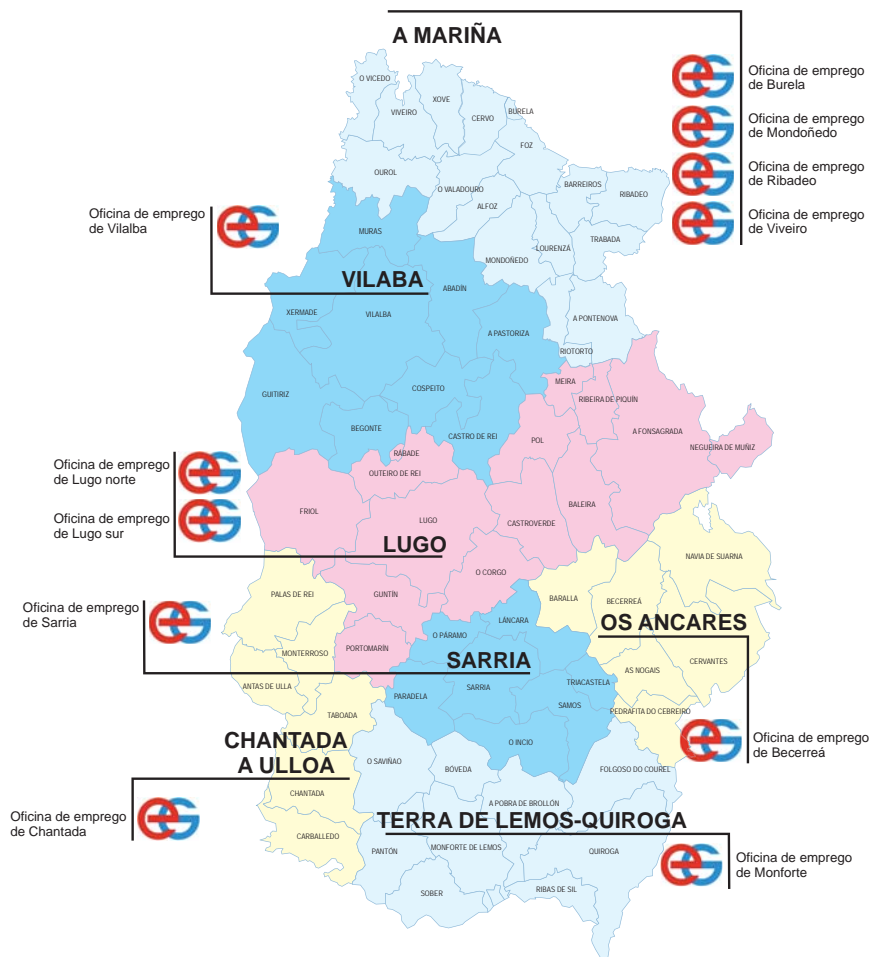 A MARIÑA
Oficina de emprego
de Burela
Oficina de emprego
de Mondoñedo
Oficina de emprego
de Ribadeo
Oficina de emprego
de Viveiro
O VICEDO
VIVEIRO
XOVE
CERVO
BURELA
FOZ
OUROL
O VALADOURO
ALFOZ
BARREIROS
RIBADEO
LOURENZÁ
TRABADA
MONDOÑEDO
A PONTENOVA
RIOTORTO
Oficina de emprego
de Vilalba
VILABA
MURAS
ABADÍN
XERMADE
VILALBA
A PASTORIZA
GUITIRIZ
COSPEITO
BEGONTE
CASTRO DE REI
MEIRA
RIBEIRA DE PIQUÍN
A FONSAGRADA
NEGUEIRA DE MUÑIZ
POL
RÁBADE
OUTEIRO DE REI
Oficina de emprego
de Lugo norte
Oficina de emprego
de Lugo sur
FRIOL
LUGO
CASTROVERDE
BALEIRA
LUGO
O CORGO
GUNTÍN
PORTOMARÍN
NAVIA DE SUARNA
BARALLA
BECERREÁ
OS ANCARES
AS NOGAIS
CERVANTES
PEDRAFITA DO CEBREIRO
Oficina de emprego
de Becerreá
Oficina de emprego
de Sarria
PALAS DE REI
MONTERROSO
ANTAS DE ULLA
TABOADA
LÁNCARA
O PÁRAMO
SARRIA
PARADELA
SARRIA
TRIACASTELA
SAMOS
O INCIO
CHANTADA
A ULLOA
CHANTADA
CARBALLEDO
Oficina de emprego
de Chantada
O SAVIÑAO
BÓVEDA
FOLGOSO DO COUREL
A POBRA DE BROLLÓN
TERRA DE LEMOS-QUIROGA
PANTÓN
MONFORTE DE LEMOS
QUIROGA
SOBER
RIBAS DE SIL
Oficina de emprego
de Monforte